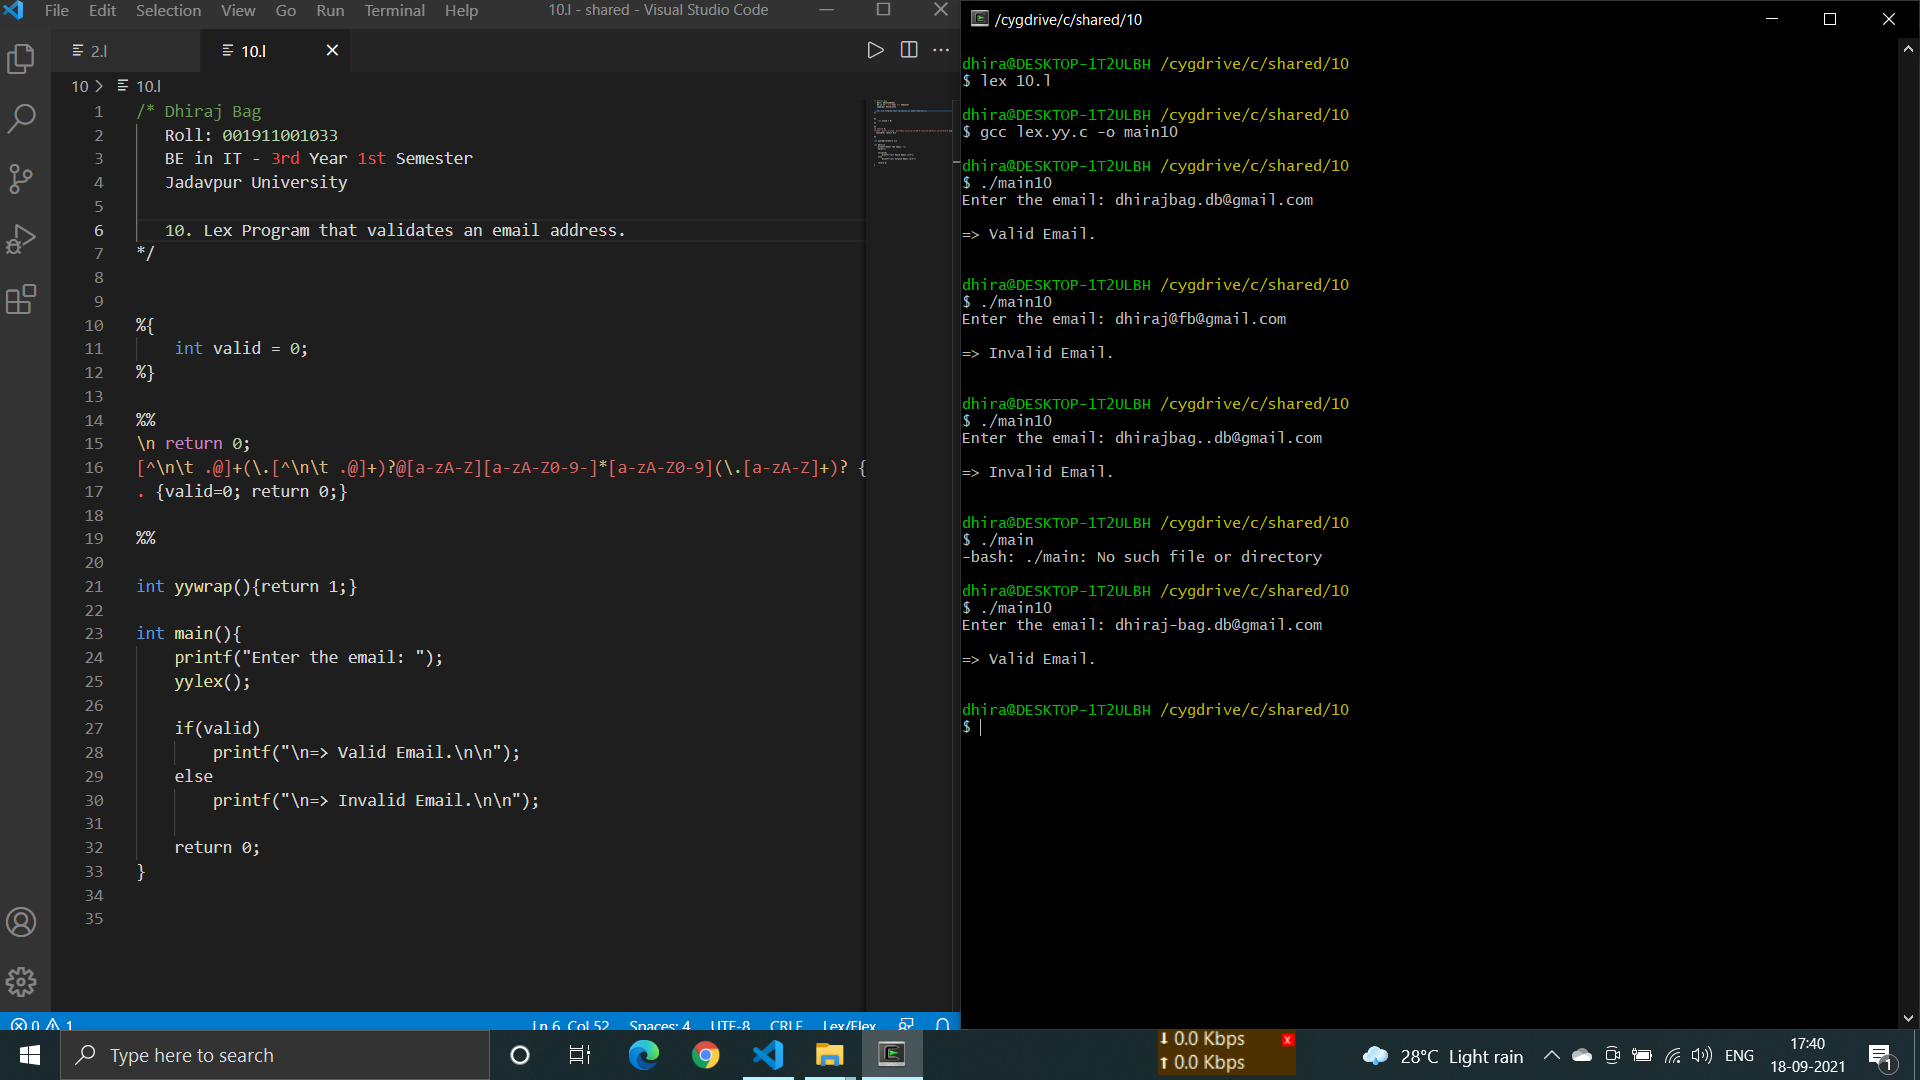 File Edit Selection View Go Run Terminal Help 10.l - shared - Visual Studio Code
2.l 10.l
10 > 10.l
1 /* Dhiraj Bag
2 Roll: 001911001033
3 BE in IT - 3rd Year 1st Semester
4 Jadavpur University
5
6 10. Lex Program that validates an email address.
7 */
8
9
10 %{
11 int valid = 0;
12 %}
13
14 %%
15 \n return 0;
16 [^\n\t .@]+(\.[^\n\t .@]+)?@[a-zA-Z][a-zA-Z0-9-]*[a-zA-Z0-9](\.[a-zA-Z]+)? {
17 . {valid=0; return 0;}
18
19 %%
20
21 int yywrap(){return 1;}
22
23 int main(){
24 printf("Enter the email: ");
25 yylex();
26
27 if(valid)
28 printf("\n=> Valid Email.\n\n");
29 else
30 printf("\n=> Invalid Email.\n\n");
31
32 return 0;
33 }
34
35
0 1 Ln 6, Col 52 Spaces: 4 UTF-8 CRLF Lex/Flex
/cygdrive/c/shared/10
dhira@DESKTOP-1T2ULBH /cygdrive/c/shared/10
$ lex 10.l
dhira@DESKTOP-1T2ULBH /cygdrive/c/shared/10
$ gcc lex.yy.c -o main10
dhira@DESKTOP-1T2ULBH /cygdrive/c/shared/10
$ ./main10
Enter the email: dhirajbag.db@gmail.com
=> Valid Email.
dhira@DESKTOP-1T2ULBH /cygdrive/c/shared/10
$ ./main10
Enter the email: dhiraj@fb@gmail.com
=> Invalid Email.
dhira@DESKTOP-1T2ULBH /cygdrive/c/shared/10
$ ./main10
Enter the email: dhirajbag..db@gmail.com
=> Invalid Email.
dhira@DESKTOP-1T2ULBH /cygdrive/c/shared/10
$ ./main
-bash: ./main: No such file or directory
dhira@DESKTOP-1T2ULBH /cygdrive/c/shared/10
$ ./main10
Enter the email: dhiraj-bag.db@gmail.com
=> Valid Email.
dhira@DESKTOP-1T2ULBH /cygdrive/c/shared/10
$
Type here to search
0.0 Kbps x
0.0 Kbps
28°C Light rain
ENG
17:40
18-09-2021
1